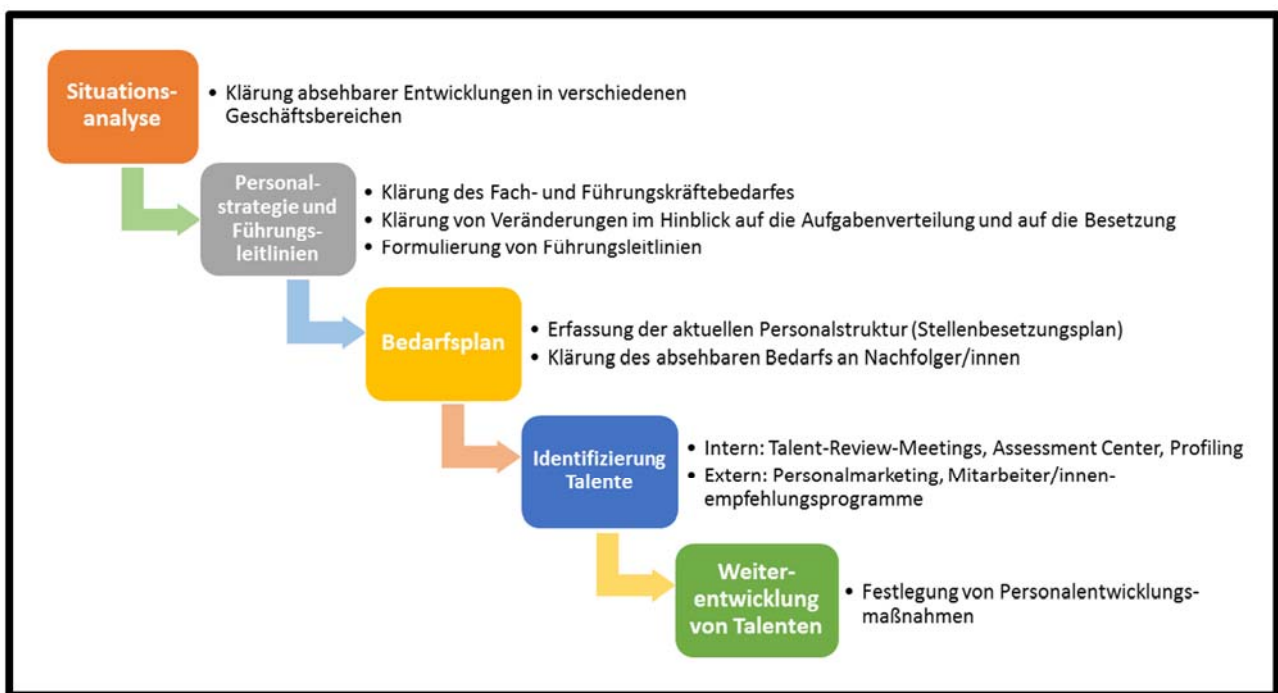 Situations-
analyse
• Klärung absehbarer Entwicklungen in verschiedenen
Geschäftsbereichen
Personal-
strategie und
Führungs-
leitlinien
• Klärung des Fach- und Führungskräftebedarfes
• Klärung von Veränderungen im Hinblick auf die Aufgabenverteilung und auf die Besetzung
• Formulierung von Führungsleitlinien
Bedarfsplan
• Erfassung der aktuellen Personalstruktur (Stellenbesetzungsplan)
• Klärung des absehbaren Bedarfs an Nachfolger/innen
Identifizierung
Talente
• Intern: Talent-Review-Meetings, Assessment Center, Profiling
• Extern: Personalmarketing, Mitarbeiter/innen-
empfehlungsprogramme
Weiter-
entwicklung
von Talenten
• Festlegung von Personalentwicklungs-
maßnahmen